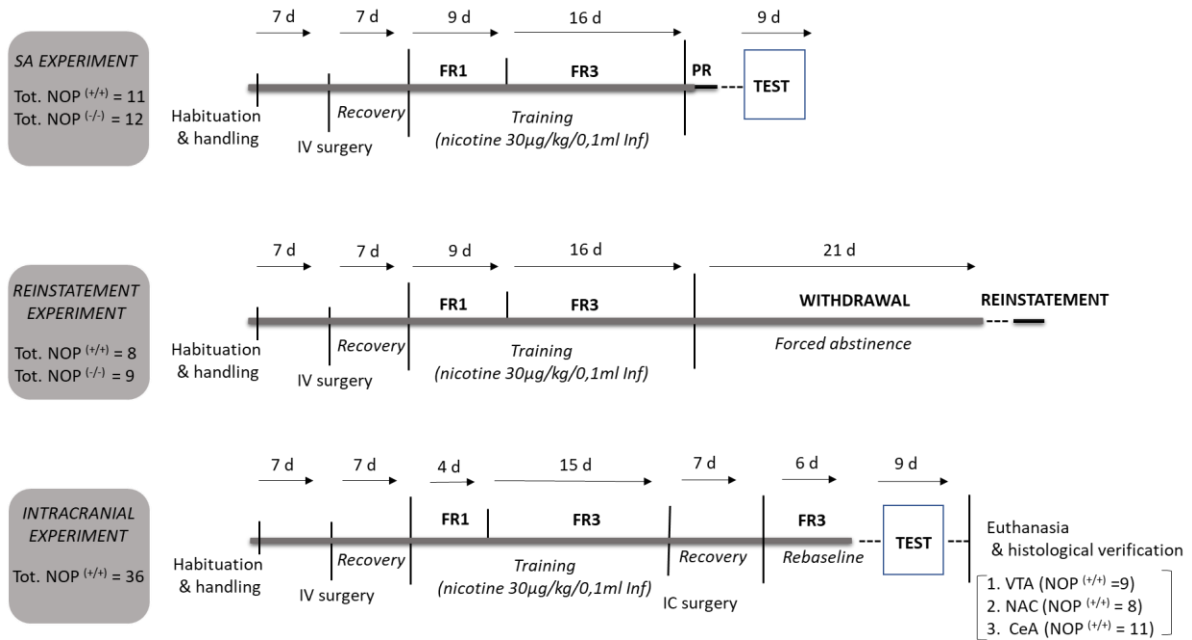 7 d 7 d 9 d 16 d 9 d
SA EXPERIMENT
Tot. NOP (+/+) = 11
Tot. NOP (-/-) = 12
FR1 FR3 PR TEST
Habituation
& handling
Recovery
IV surgery
Training
(nicotine 30µg/kg/0,1ml Inf)
7 d 7 d 9 d 16 d 21 d
REINSTATEMENT
EXPERIMENT
Tot. NOP (+/+) = 8
Tot. NOP (-/-) = 9
FR1 FR3 WITHDRAWAL REINSTATEMENT
Habituation
& handling
Recovery
IV surgery
Training
(nicotine 30µg/kg/0,1ml Inf)
Forced abstinence
7 d 7 d 4 d 15 d 7 d 6 d 9 d
INTRACRANIAL
EXPERIMENT
Tot. NOP (+/+) = 36
FR1 FR3 FR3 TEST
Habituation
& handling
Recovery
IV surgery
Training
(nicotine 30µg/kg/0,1ml Inf)
Recovery
IC surgery
Rebaseline
Euthanasia
& histological verification
1. VTA (NOP (+/+) =9)
2. NAC (NOP (+/+) = 8)
3. CeA (NOP (+/+) = 11)